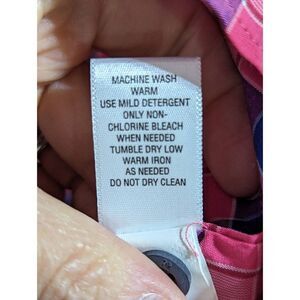 MACHINE WASH
WARM
USE MILD DETERGENT
ONLY NON-
CHLORINE BLEACH
WHEN NEEDED
TUMBLE DRY LOW
WARM IRON
AS NEEDED
DO NOT DRY CLEAN